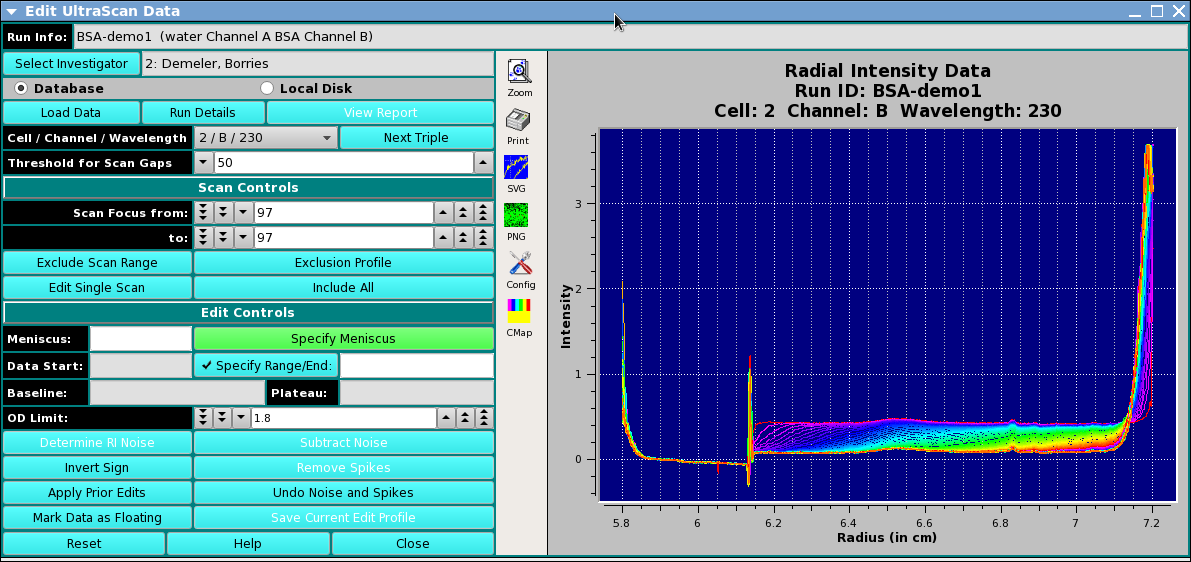 Edit UltraScan Data
Run Info: BSA-demo1 (water Channel A BSA Channel B)
Select Investigator 2: Demeler, Borries
Database Local Disk
Load Data Run Details View Report
Cell / Channel / Wavelength 2 / B / 230 Next Triple
Threshold for Scan Gaps 50
Scan Controls
Scan Focus from: 97
to: 97
Exclude Scan Range Exclusion Profile
Edit Single Scan Include All
Edit Controls
Meniscus: Specify Meniscus
Data Start: Specify Range/End:
Baseline: Plateau:
OD Limit: 1.8
Determine RI Noise Subtract Noise
Invert Sign Remove Spikes
Apply Prior Edits Undo Noise and Spikes
Mark Data as Floating Save Current Edit Profile
Reset Help Close
Zoom
Print
SVG
PNG
Config
CMap
Radial Intensity Data
Run ID: BSA-demo1
Cell: 2 Channel: B Wavelength: 230
Intensity
3
2
1
0
5.8 6 6.2 6.4 6.6 6.8 7 7.2
Radius (in cm)